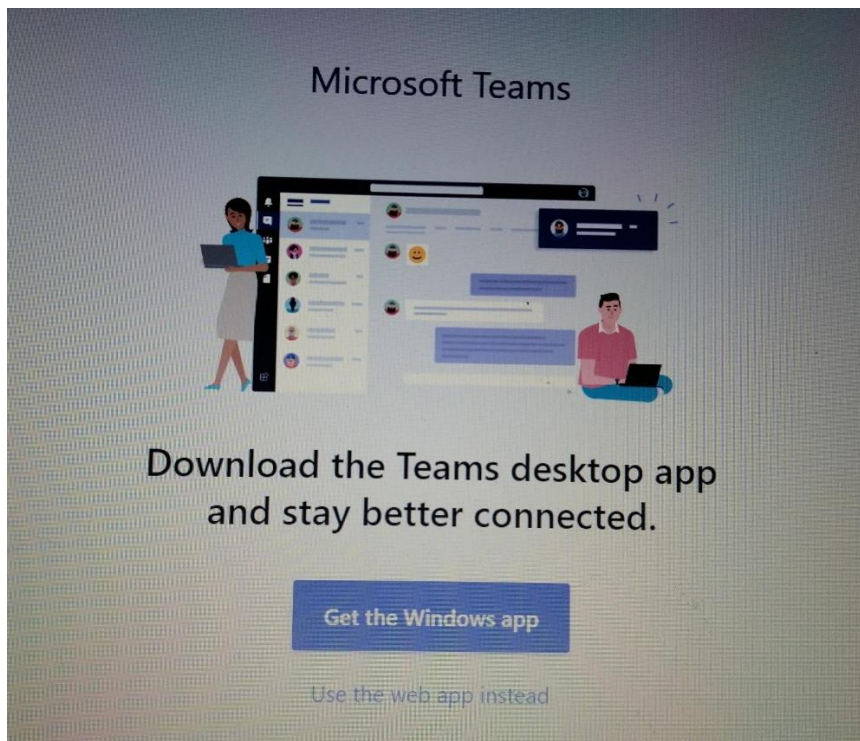 Microsoft Teams
Download the Teams desktop app
and stay better connected.
Get the Windows app
Use the web app instead